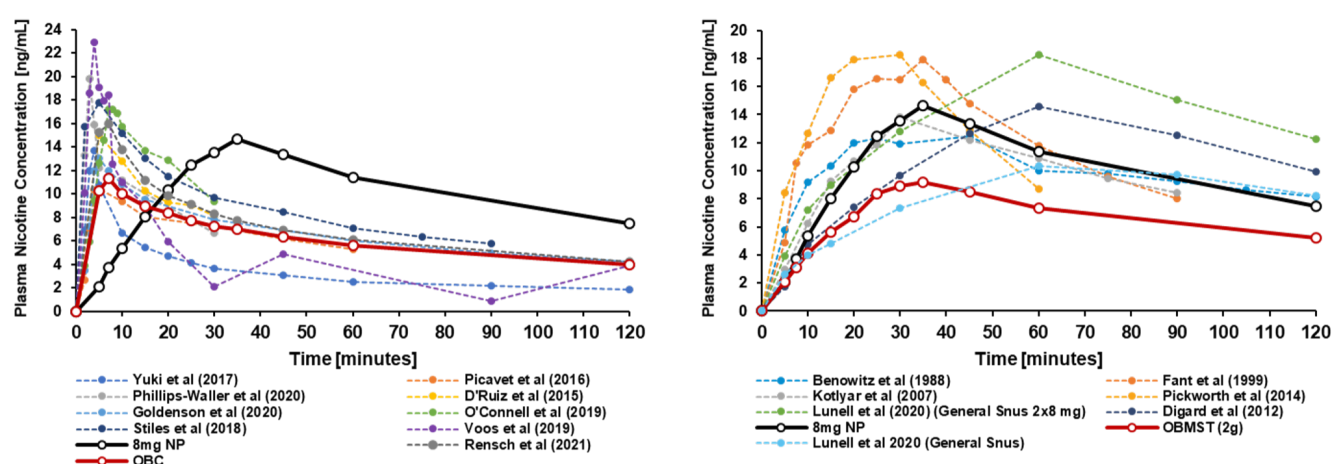 Plasma Nicotine Concentration [ng/mL]
24
22
20
18
16
14
12
10
8
6
4
2
0
0 10 20 30 40 50 60 70 80 90 100 110 120
Time [minutes]
Yuki et al (2017)
Picavet et al (2016)
Phillips-Waller et al (2020)
D'Ruiz et al (2015)
Goldenson et al (2020)
O'Connell et al (2019)
Stiles et al (2018)
Voos et al (2019)
8mg NP
Rensch et al (2021)
OBC
Plasma Nicotine Concentration [ng/mL]
20
18
16
14
12
10
8
6
4
2
0
0 10 20 30 40 50 60 70 80 90 100 110 120
Time [minutes]
Benowitz et al (1988)
Fant et al (1999)
Kotlyar et al (2007)
Pickworth et al (2014)
Lunell et al (2020) (General Snus 2x8 mg)
Digard et al (2012)
8mg NP
OBMST (2g)
Lunell et al 2020 (General Snus)